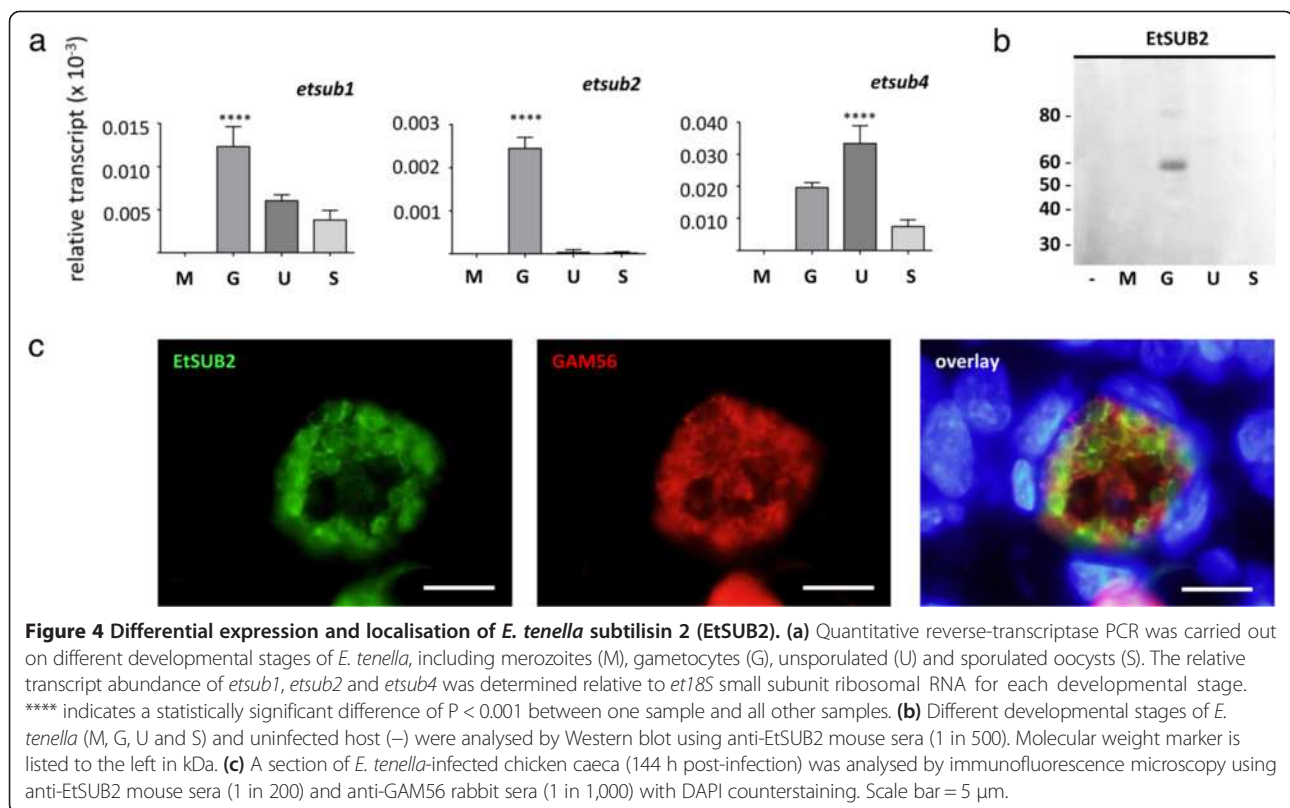 a
relative transcript (x 10⁻³)
etsub1
****
0.015
0.010
0.005
M G U S
etsub2
****
0.003
0.002
0.001
M G U S
etsub4
****
0.040
0.030
0.020
0.010
M G U S
b
EtSUB2
80 -
60 -
50 -
40 -
30 -
- M G U S
c
EtSUB2
GAM56
overlay
Figure 4 Differential expression and localisation of E. tenella subtilisin 2 (EtSUB2). (a) Quantitative reverse-transcriptase PCR was carried out
on different developmental stages of E. tenella, including merozoites (M), gametocytes (G), unsporulated (U) and sporulated oocysts (S). The relative
transcript abundance of etsub1, etsub2 and etsub4 was determined relative to et18S small subunit ribosomal RNA for each developmental stage.
**** indicates a statistically significant difference of P < 0.001 between one sample and all other samples. (b) Different developmental stages of E.
tenella (M, G, U and S) and uninfected host (−) were analysed by Western blot using anti-EtSUB2 mouse sera (1 in 500). Molecular weight marker is
listed to the left in kDa. (c) A section of E. tenella-infected chicken caeca (144 h post-infection) was analysed by immunofluorescence microscopy using
anti-EtSUB2 mouse sera (1 in 200) and anti-GAM56 rabbit sera (1 in 1,000) with DAPI counterstaining. Scale bar = 5 μm.